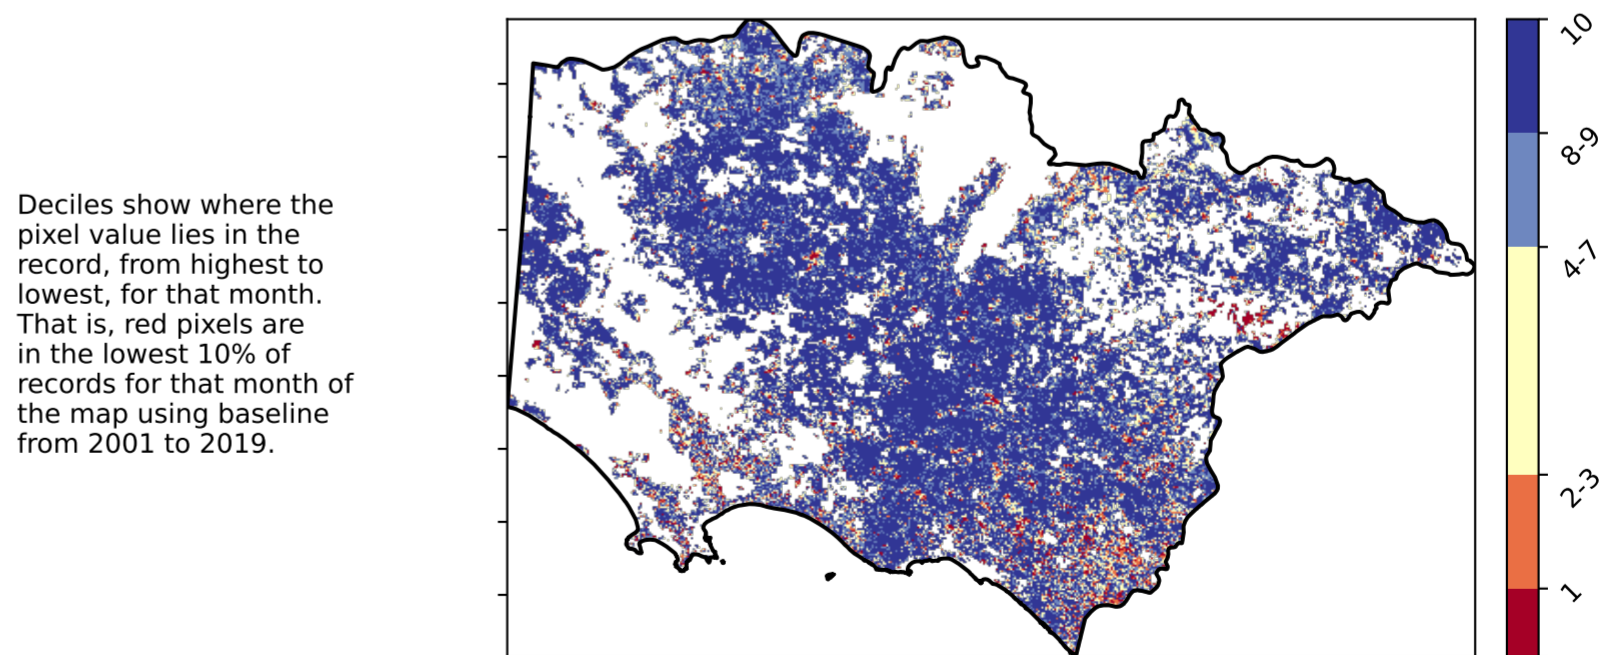 Deciles show where the
pixel value lies in the
record, from highest to
lowest, for that month.
That is, red pixels are
in the lowest 10% of
records for that month of
the map using baseline
from 2001 to 2019.
10
8-9
4-7
2-3
1